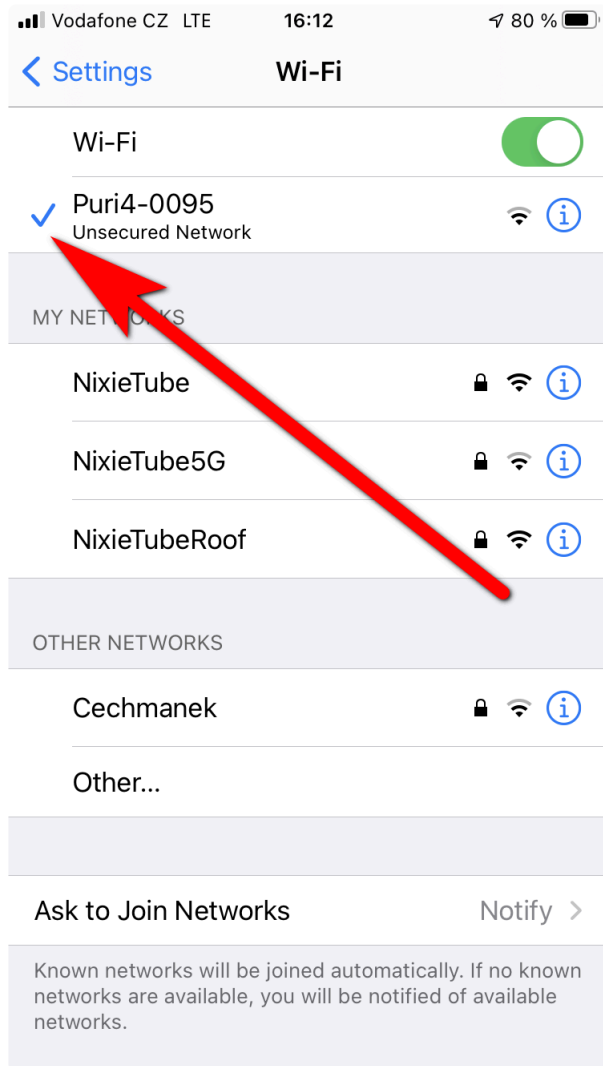 Vodafone CZ LTE 16:12 80 %
Settings Wi-Fi
Wi-Fi
Puri4-0095
Unsecured Network
MY NETWORKS
NixieTube
NixieTube5G
NixieTubeRoof
OTHER NETWORKS
Cechmanek
Other...
Ask to Join Networks Notify
Known networks will be joined automatically. If no known
networks are available, you will be notified of available
networks.